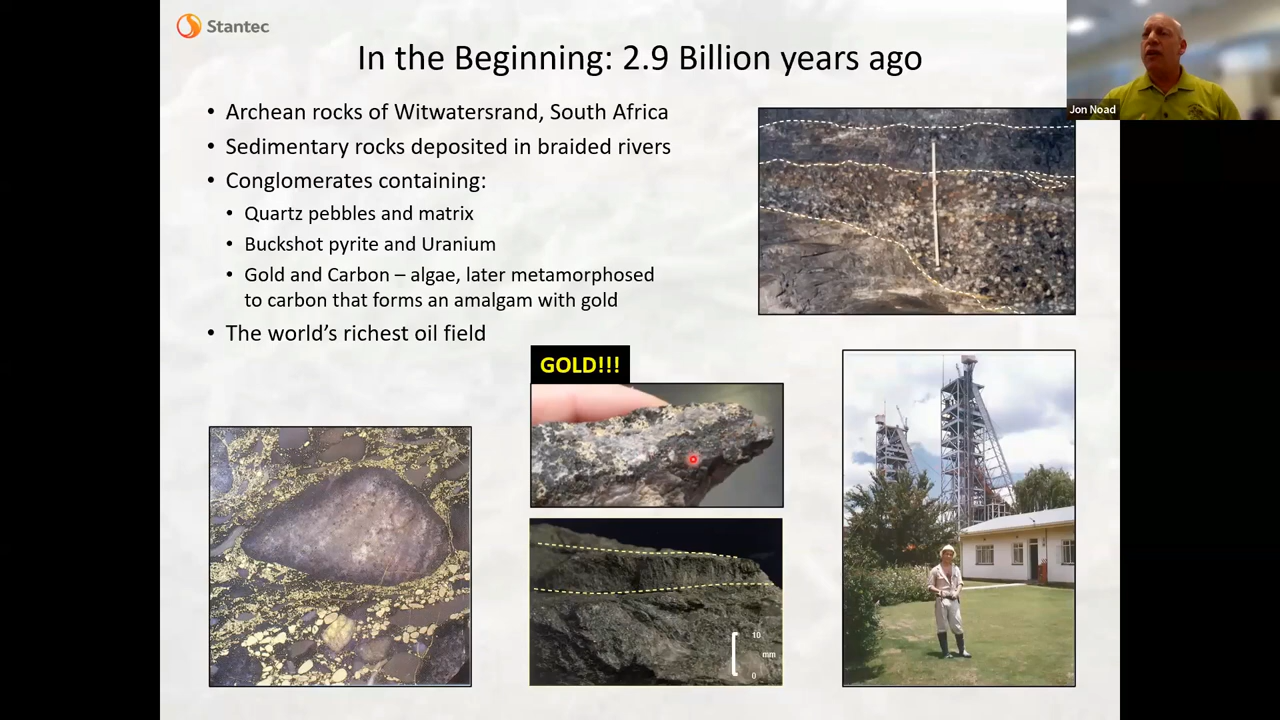 Stantec
In the Beginning: 2.9 Billion years ago
Jon Noad
• Archean rocks of Witwatersrand, South Africa
• Sedimentary rocks deposited in braided rivers
• Conglomerates containing:
• Quartz pebbles and matrix
• Buckshot pyrite and Uranium
• Gold and Carbon – algae, later metamorphosed
to carbon that forms an amalgam with gold
• The world's richest oil field
GOLD!!!
10
mm
0